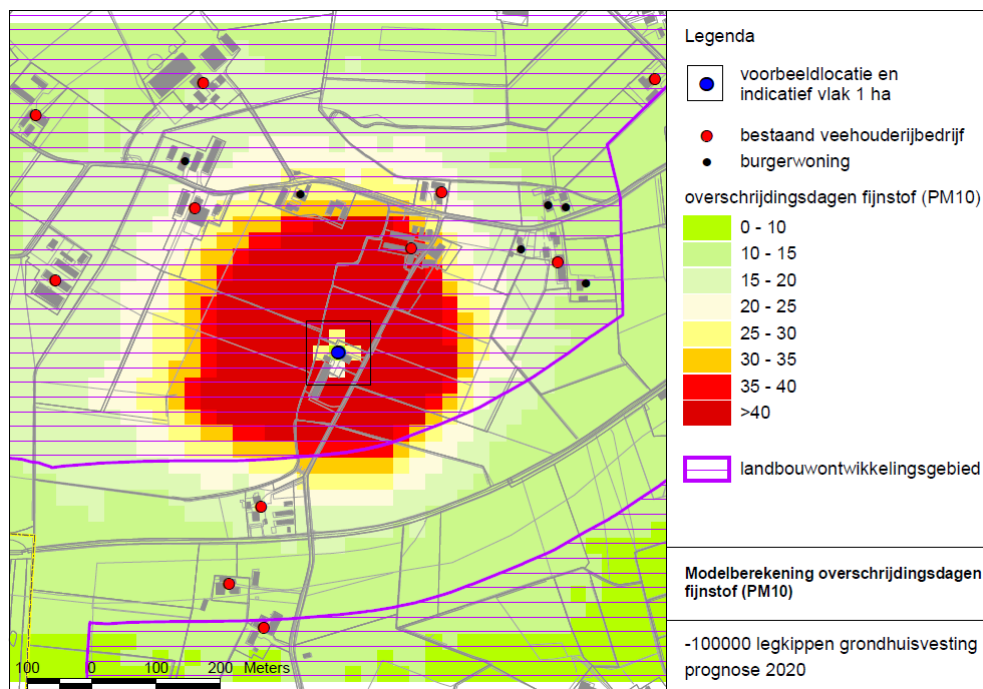 Legenda
voorbeeldlocatie en
indicatief vlak 1 ha
bestaand veehouderijbedrijf
burgerwoning
overschrijdingsdagen fijnstof (PM10)
0 - 10
10 - 15
15 - 20
20 - 25
25 - 30
30 - 35
35 - 40
>40
landbouwontwikkelingsgebied
Modelberekening overschrijdingsdagen
fijnstof (PM10)
-100000 legkippen grondhuisvesting
prognose 2020
100 0 100 200 Meters